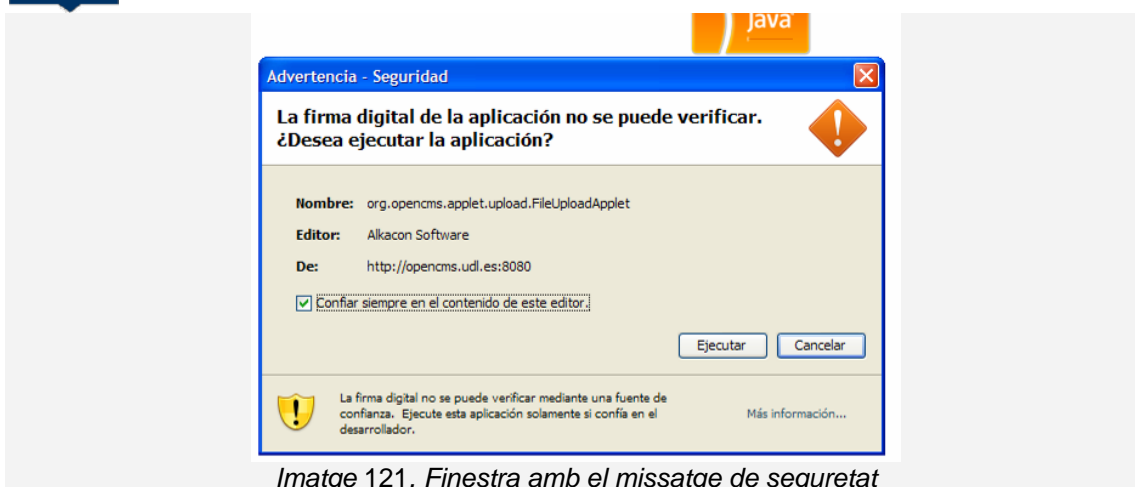 Java
Advertencia - Seguridad
La firma digital de la aplicación no se puede verificar.
¿Desea ejecutar la aplicación?
Nombre: org.opencms.applet.upload.FileUploadApplet
Editor: Alkacon Software
De: http://opencms.udl.es:8080
Confiar siempre en el contenido de este editor.
Ejecutar Cancelar
La firma digital no se puede verificar mediante una fuente de
confianza. Ejecute esta aplicación solamente si confía en el
desarrollador.
Más información...
Imatge 121. Finestra amb el missatge de seguretat